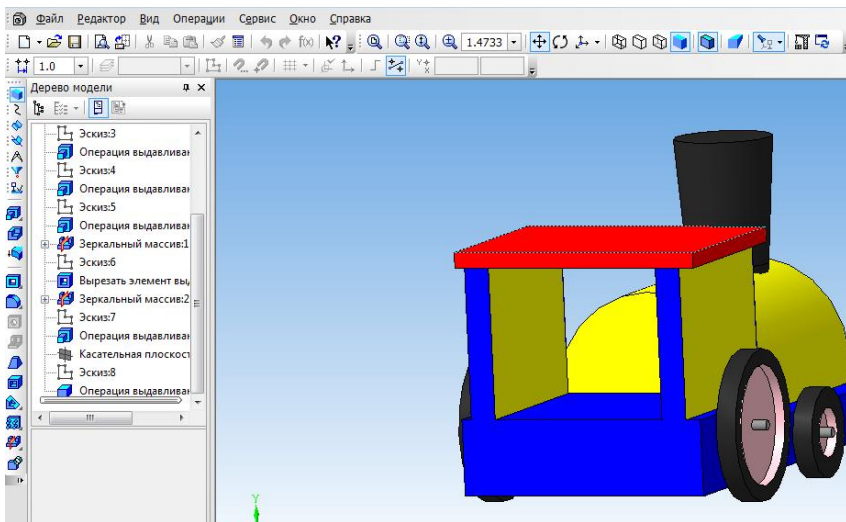 Файл Редактор Вид Операции Сервис Окно Справка
1.4733
1.0
Дерево модели
Эскиз:3
Операция выдавливан
Эскиз:4
Операция выдавливан
Эскиз:5
Операция выдавливан
Зеркальный массив:1
Эскиз:6
Вырезать элемент выд
Зеркальный массив:2
Эскиз:7
Операция выдавливан
Касательная плоскост
Эскиз:8
Операция выдавливан
Y